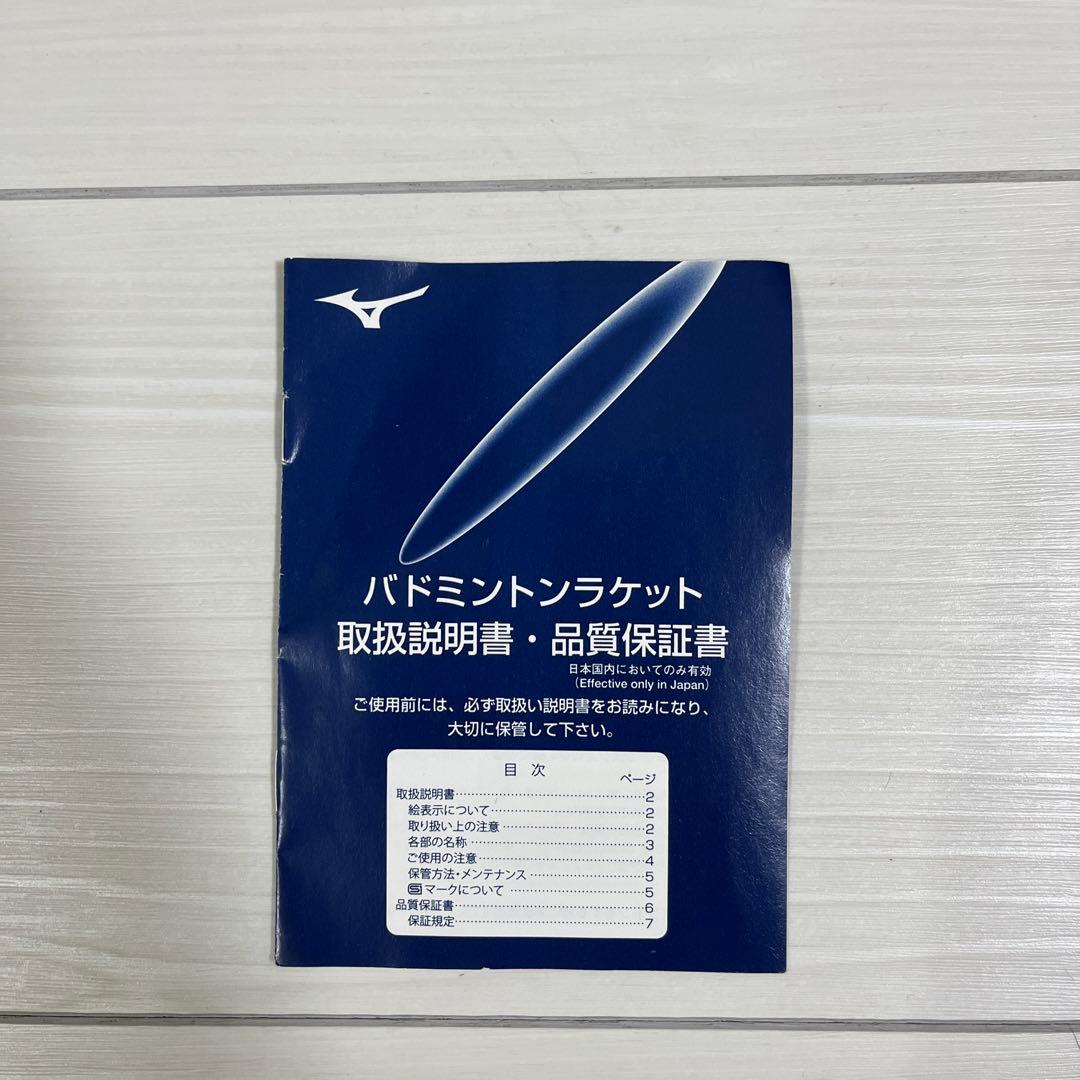 バドミントンラケット
取扱説明書・品質保証書
日本国内においてのみ有効
(Effective only in Japan)
ご使用前には、必ず取扱い説明書をお読みになり、
大切に保管して下さい。
目 次
ページ
取扱説明書……………………………………2
絵表示について……………………………2
取り扱い上の注意…………………………2
各部の名称…………………………………3
ご使用の注意………………………………4
保管方法・メンテナンス……………………5
Sマークについて…………………………5
品質保証書……………………………………6
保証規定……………………………………7